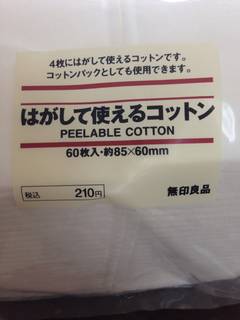 4枚にはがして使えるコットンです。
コットンパックとしても使用できます。
はがして使えるコットン
PEELABLE COTTON
60枚入・約85×60mm
税込 210円
無印良品